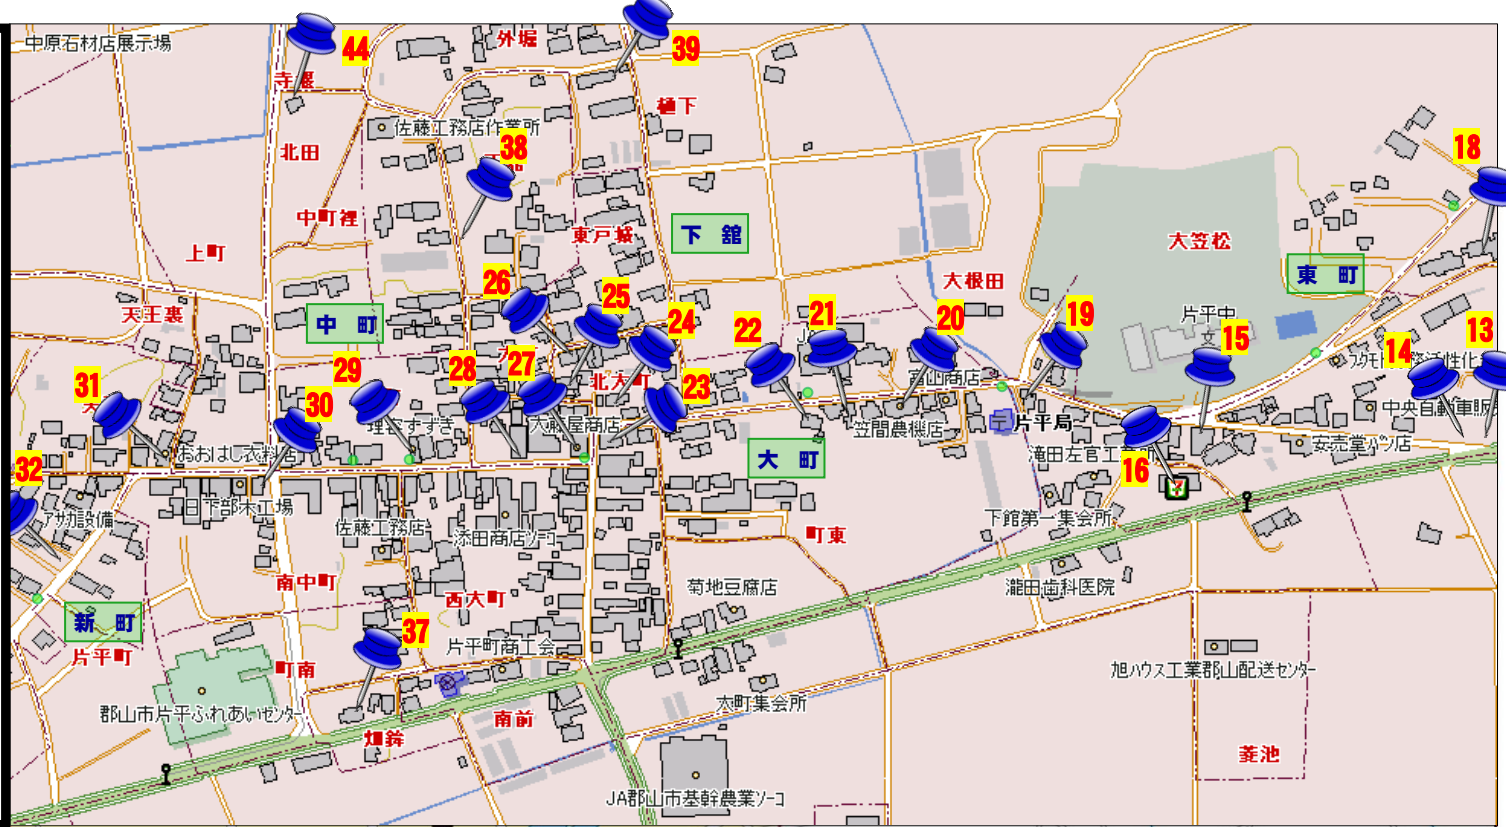 中原石材店展示場
44
外堀
39
寺堰
樋下
佐藤工務店作業所
38
18
北田
中町裡
下 舘
東戸城
大笠松
上町
東 町
大根田
26
25
天王裏
中 町
24
22
21
20
19
片平中
15
13
14
29
28
27
北大町
31
30
23
富山商店
中央自動車販
理容すずき
大脇屋商店
笠間農機店
片平局
安売堂パン店
おおはし衣料店
大 町
滝田左官工
16
32
アサカ設備
日下部木工場
佐藤工務店
添田商店ソーコ
下館第一集会所
町東
南中町
西大町
菊地豆腐店
瀧田歯科医院
新 町
37
片平町
片平町商工会
町南
旭ハウス工業郡山配送センター
郡山市片平ふれあいセンター
大町集会所
南前
畑鉾
菱池
JA郡山市基幹農業ソーコ